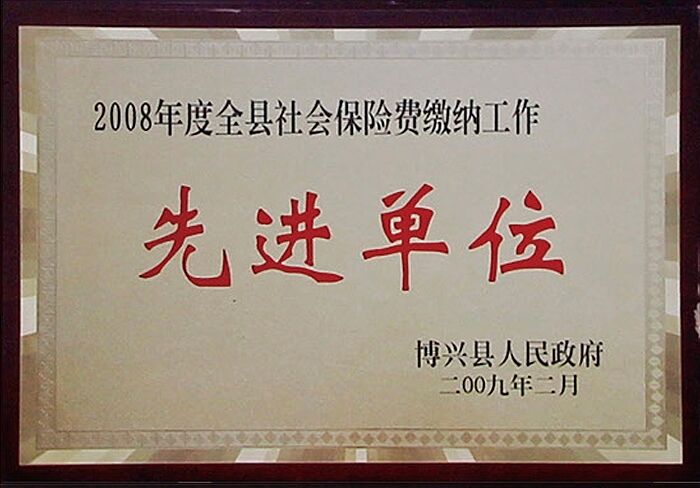 2008年度全县社会保险费缴纳工作
先进单位
博兴县人民政府
二00九年二月